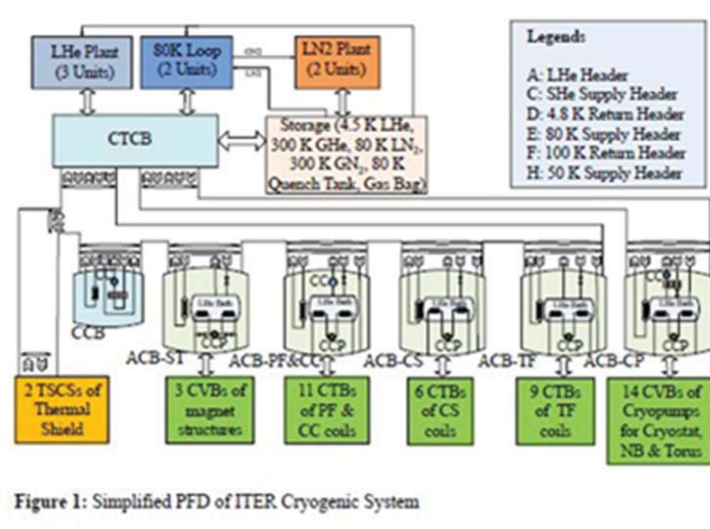 LHe Plant
(3 Units)
80K Loop
(2 Units)
GN2
LN2
LN2 Plant
(2 Units)
CTCB
Storage (4.5 K LHe,
300 K GHe, 80 K LN₂,
300 K GN₂, 80 K
Quench Tank, Gas Bag)
Legends
A: LHe Header
C: SHe Supply Header
D: 4.8 K Return Header
E: 80 K Supply Header
F: 100 K Return Header
H: 50 K Supply Header
CCB
LHe Bath
CCP
ACB-ST
CC
LHe Bath
CCP
ACB-PF&CC
LHe Bath
CCP
ACB-CS
LHe Bath
CCP
ACB-TF
CC
LHe Bath
CCP
ACB-CP
2 TSCSs of
Thermal
Shield
3 CVBs of
magnet
structures
11 CTBs
of PF &
CC coils
6 CTBs
of CS
coils
9 CTBs
of TF
coils
14 CVBs of
Cryopumps
for Cryostat,
NB & Torus
Figure 1: Simplified PFD of ITER Cryogenic System